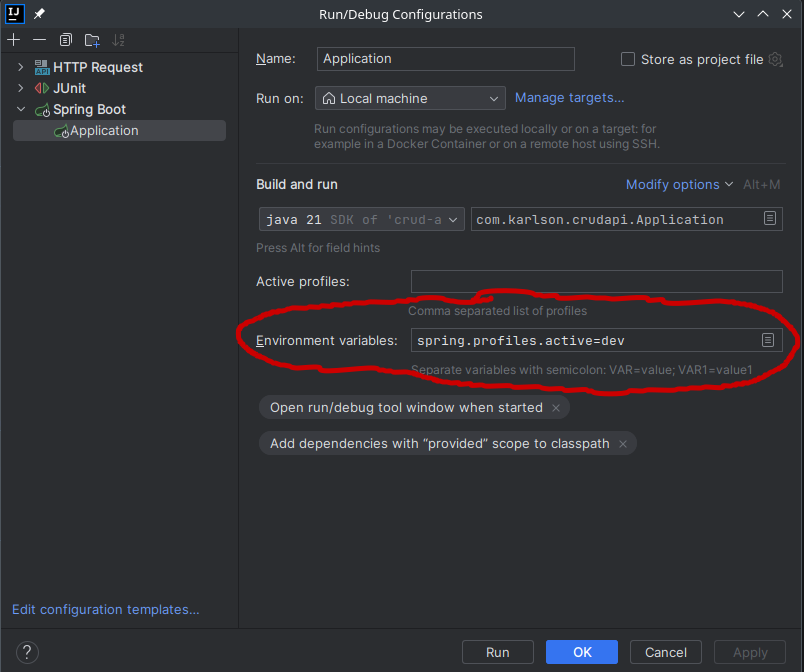 IJ
Run/Debug Configurations
HTTP Request
API
JUnit
Spring Boot
Application
Name:
Application
Store as project file
Run on:
Local machine
Manage targets...
Run configurations may be executed locally or on a target: for
example in a Docker Container or on a remote host using SSH.
Build and run
Modify options
Alt+M
java 21 SDK of 'crud-a
com.karlson.crudapi.Application
Press Alt for field hints
Active profiles:
Comma separated list of profiles
Environment variables:
spring.profiles.active=dev
Separate variables with semicolon: VAR=value; VAR1=value1
Open run/debug tool window when started
Add dependencies with “provided” scope to classpath
Edit configuration templates...
?
Run
OK
Cancel
Apply